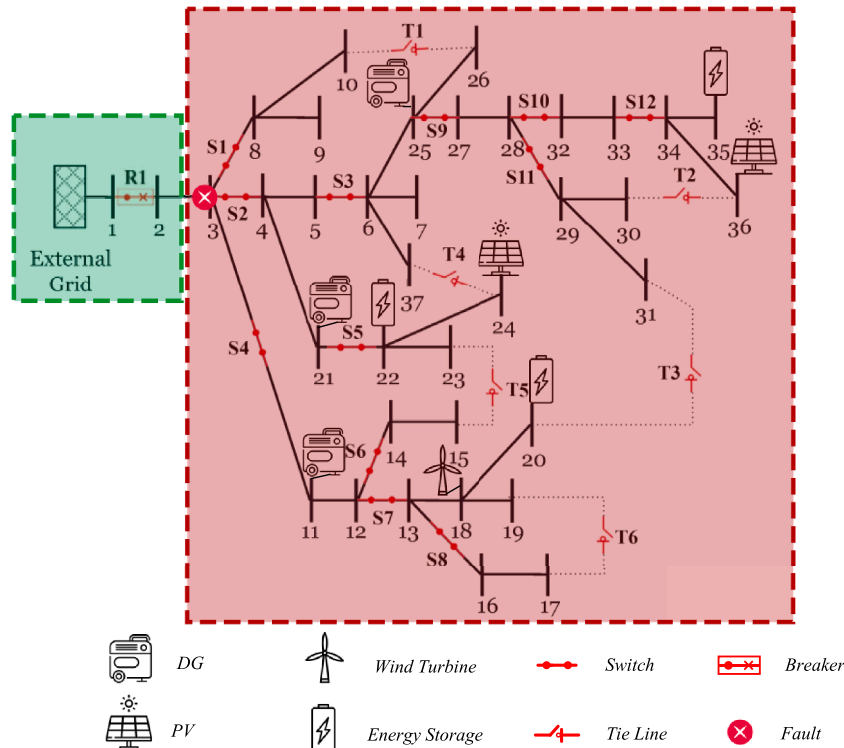 T1
10
26
S1
8
9
25
S9
27
28
S10
32
33
S12
34
35
R1
1
2
3
S2
4
5
S3
6
7
S11
29
30
T2
36
External
Grid
T4
37
24
31
S4
21
S5
22
23
T5
T3
S6
14
15
20
11
12
S7
13
18
19
T6
S8
16
17
DG
Wind Turbine
Switch
Breaker
PV
Energy Storage
Tie Line
Fault